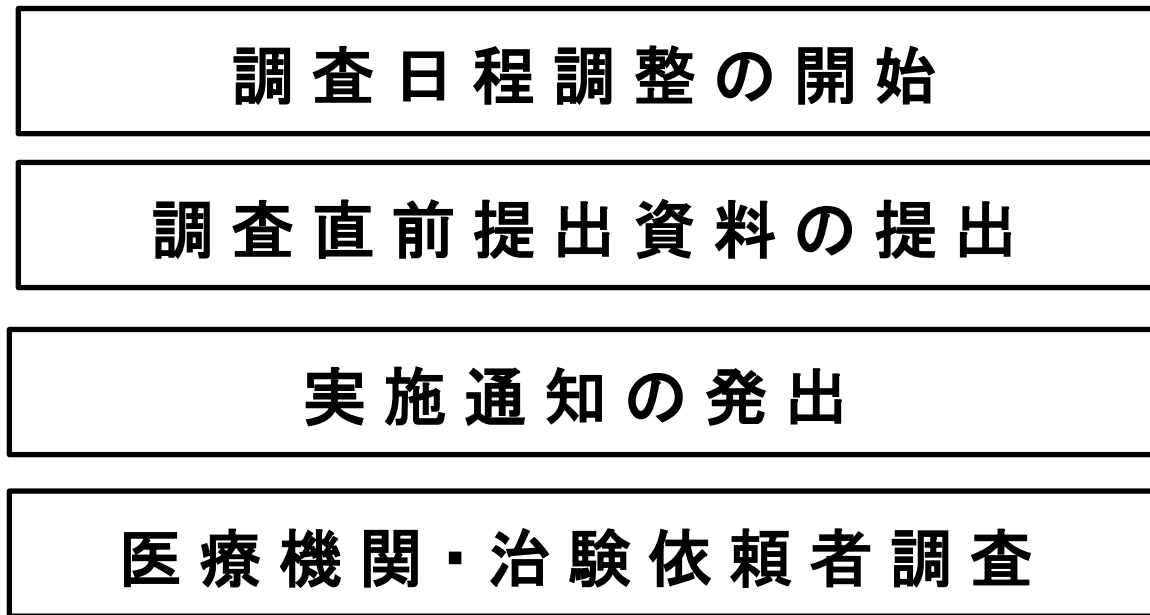 調査日程調整の開始
調査直前提出資料の提出
実施通知の発出
医療機関・治験依頼者調査